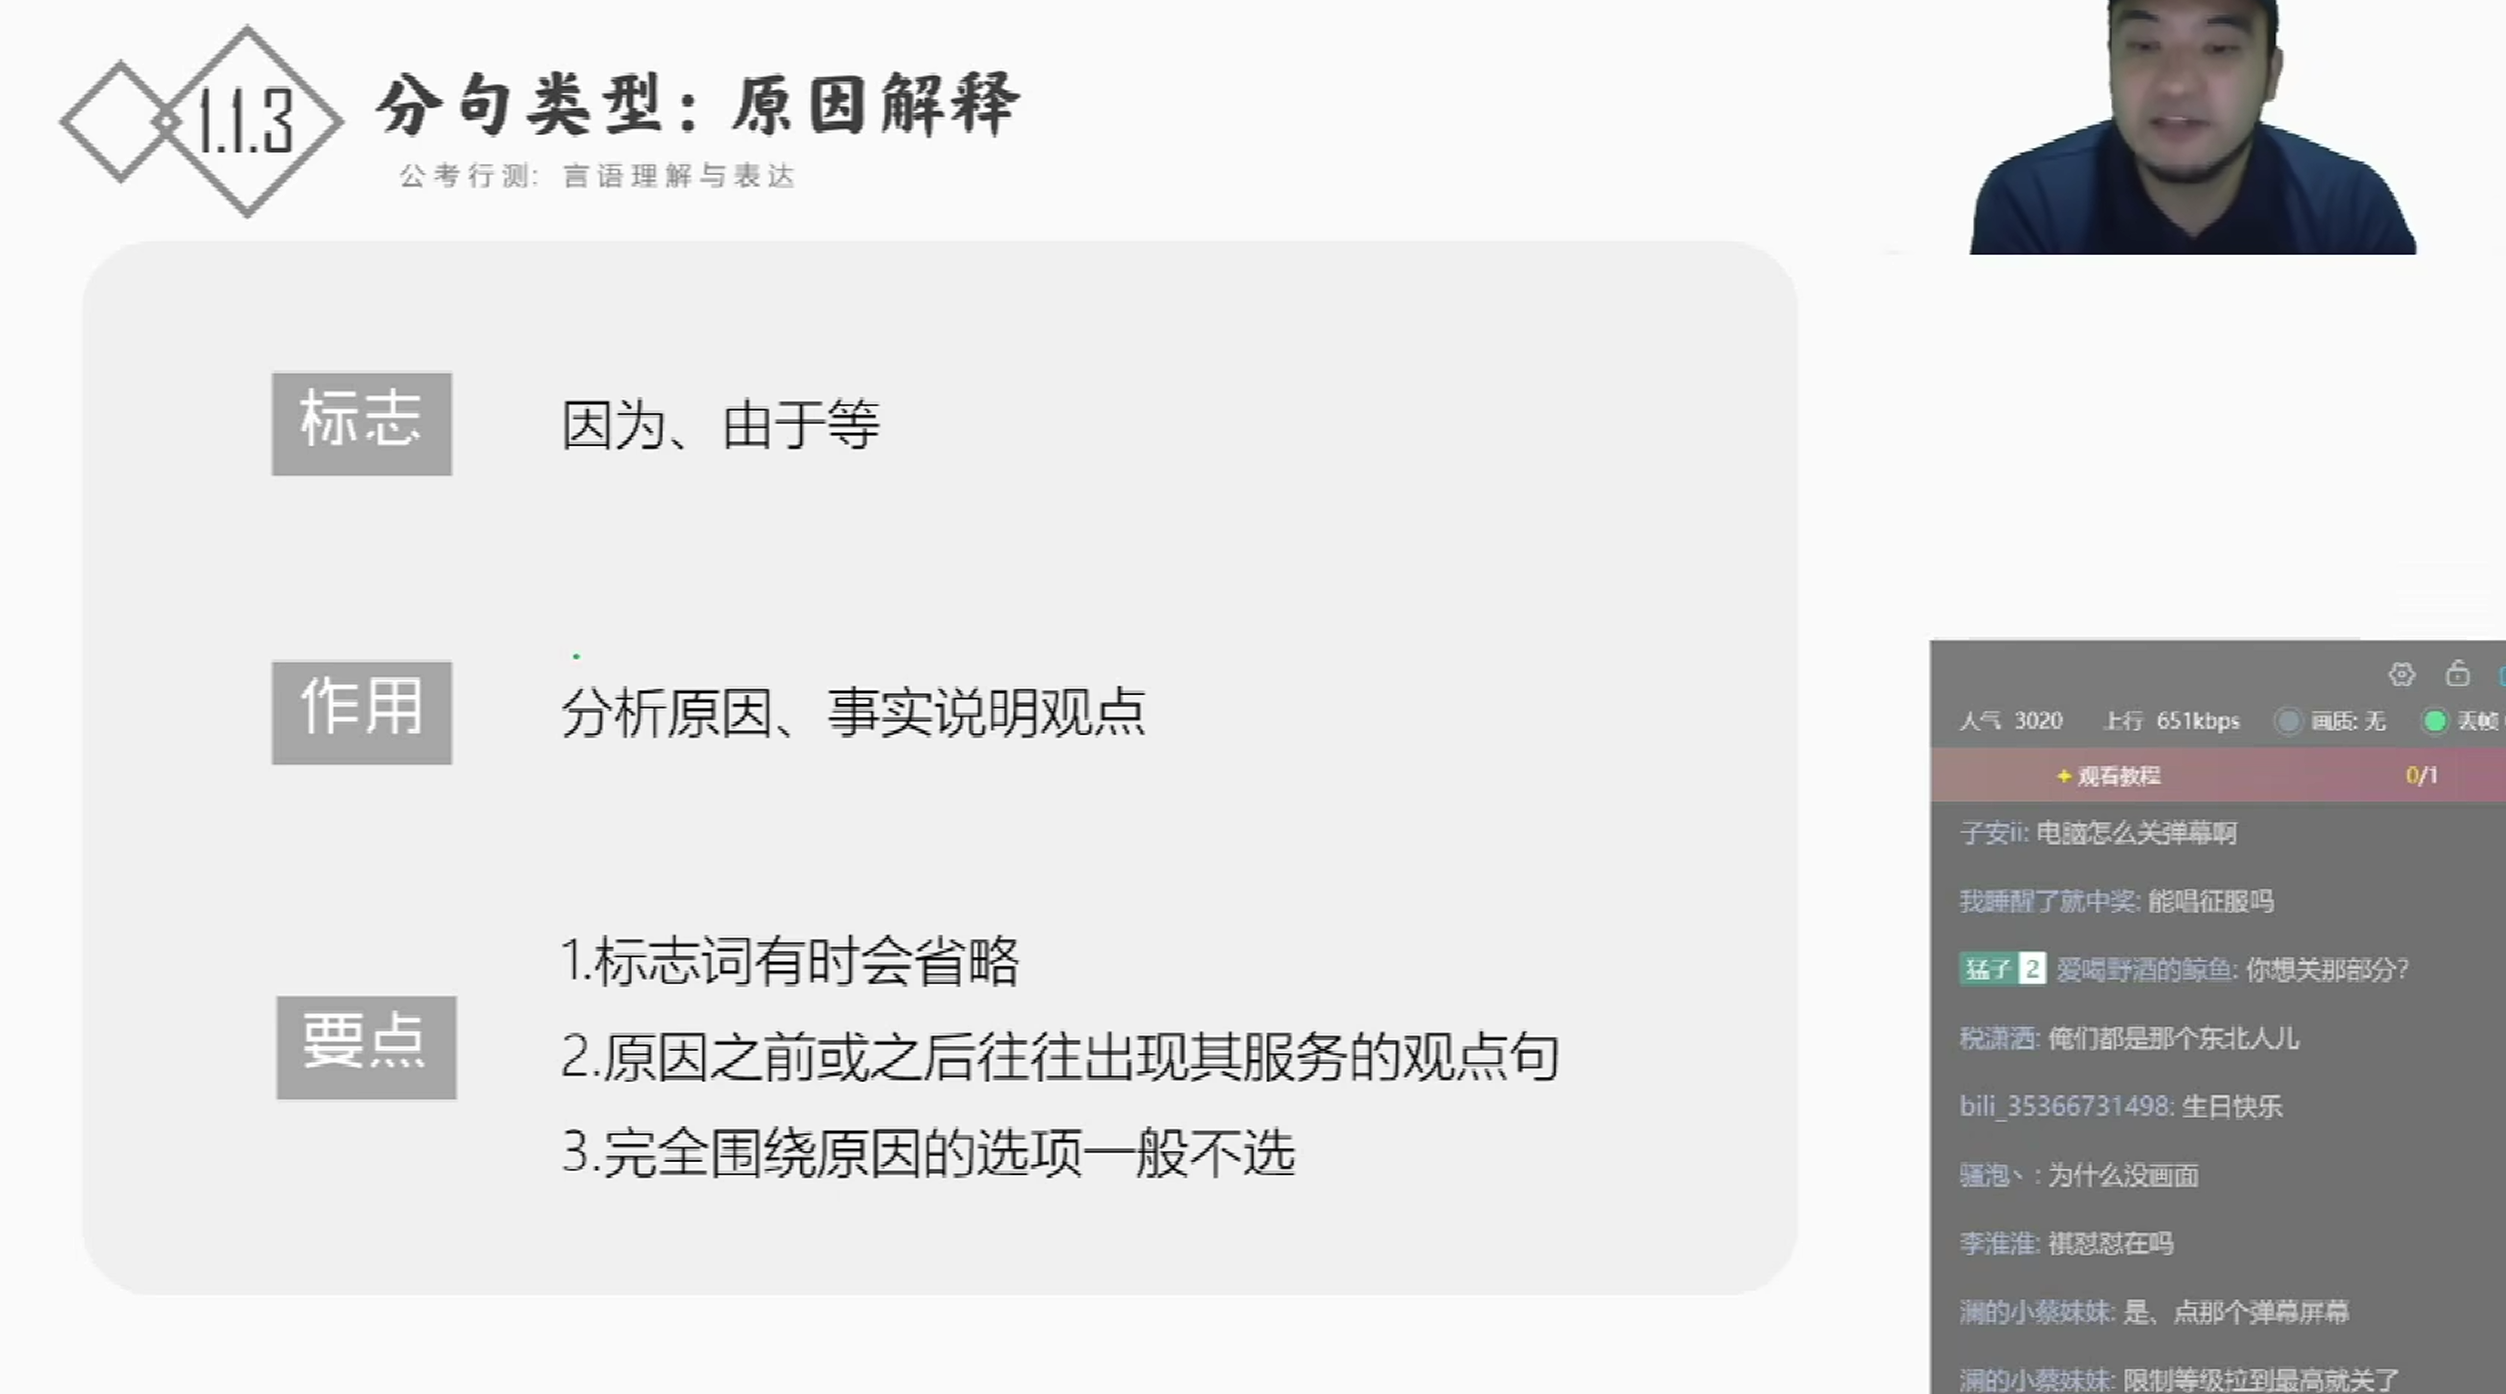 1.1.3
分句类型：原因解释
公考行测：言语理解与表达
标志
因为、由于等
作用
分析原因、事实说明观点
要点
1.标志词有时会省略
2.原因之前或之后往往出现其服务的观点句
3.完全围绕原因的选项一般不选
人气 3020 上行 651kbps 画质: 无 丢帧
观看教程 0/1
子安ii: 电脑怎么关弹幕啊
我睡醒了就中奖: 能唱征服吗
猛子 2 爱喝野酒的鲸鱼: 你想关那部分?
税潇洒: 俺们都是那个东北人儿
bili_35366731498: 生日快乐
骚泡丶: 为什么没画面
李淮淮: 祺怼怼在吗
澜的小蔡妹妹: 是、点那个弹幕屏幕
澜的小蔡妹妹: 限制等级拉到最高就关了